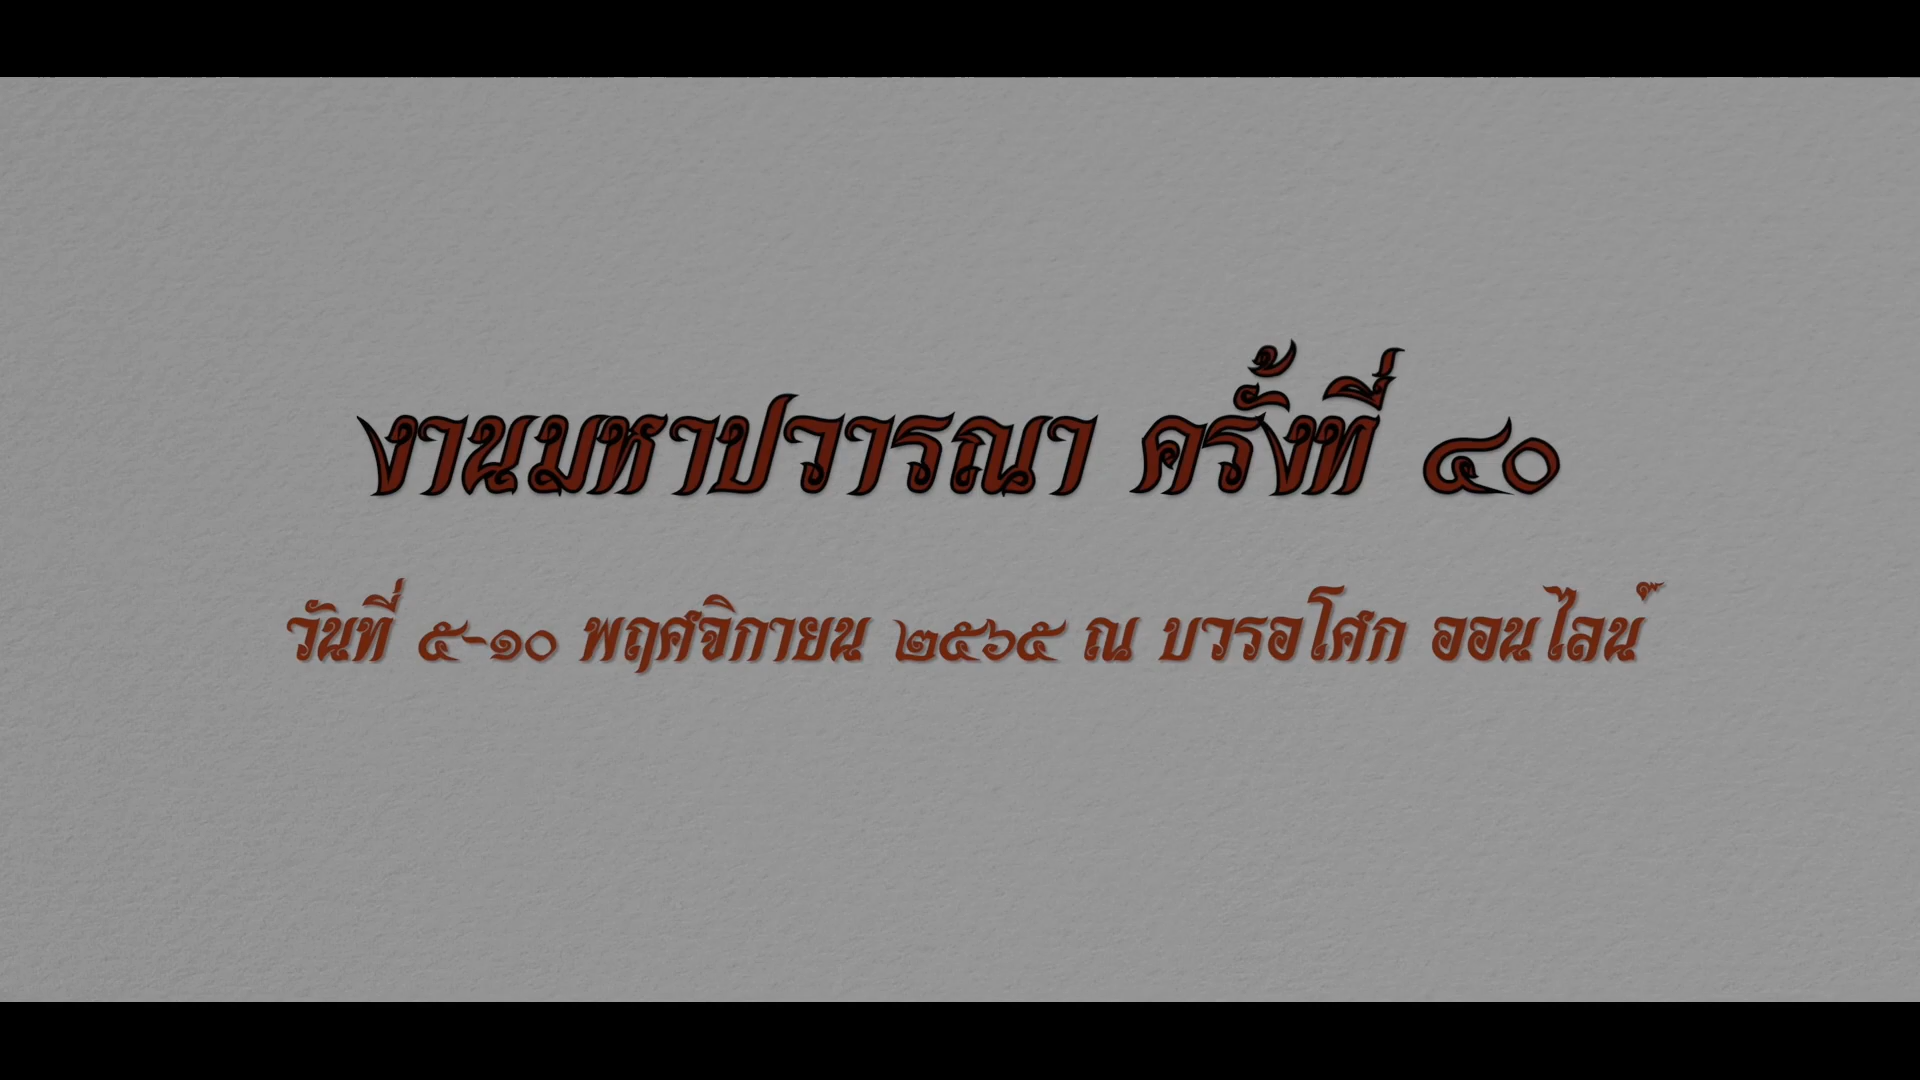 งานมหาปวารณา ครั้งที่ ๔๐
วันที่ ๕-๑๐ พฤศจิกายน ๒๕๖๕ ณ บวรอโศก ออนไลน์